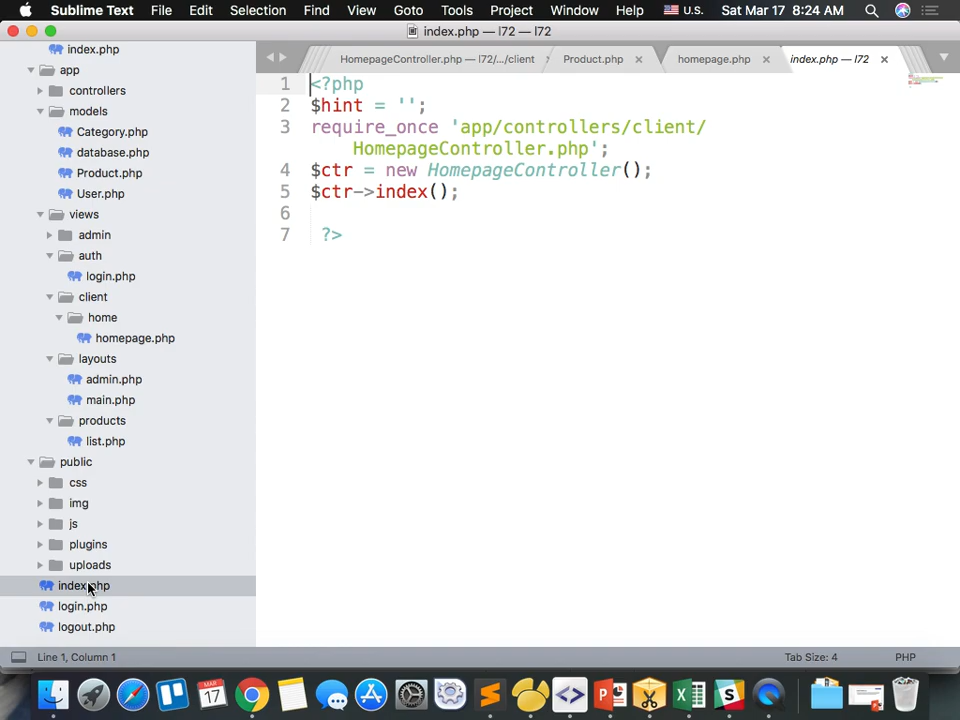 Sublime Text File Edit Selection Find View Goto Tools Project Window Help U.S. Sat Mar 17 8:24 AM
index.php — l72 — l72
index.php
app
controllers
models
Category.php
database.php
Product.php
User.php
views
admin
auth
login.php
client
home
homepage.php
layouts
admin.php
main.php
products
list.php
public
css
img
js
plugins
uploads
index.php
login.php
logout.php
HomepageController.php — l72/.../client Product.php × homepage.php × index.php — l72 ×
1 <?php
2 $hint = '';
3 require_once 'app/controllers/client/
HomepageController.php';
4 $ctr = new HomepageController();
5 $ctr->index();
6
7 ?>
Line 1, Column 1 Tab Size: 4 PHP
MAR
17